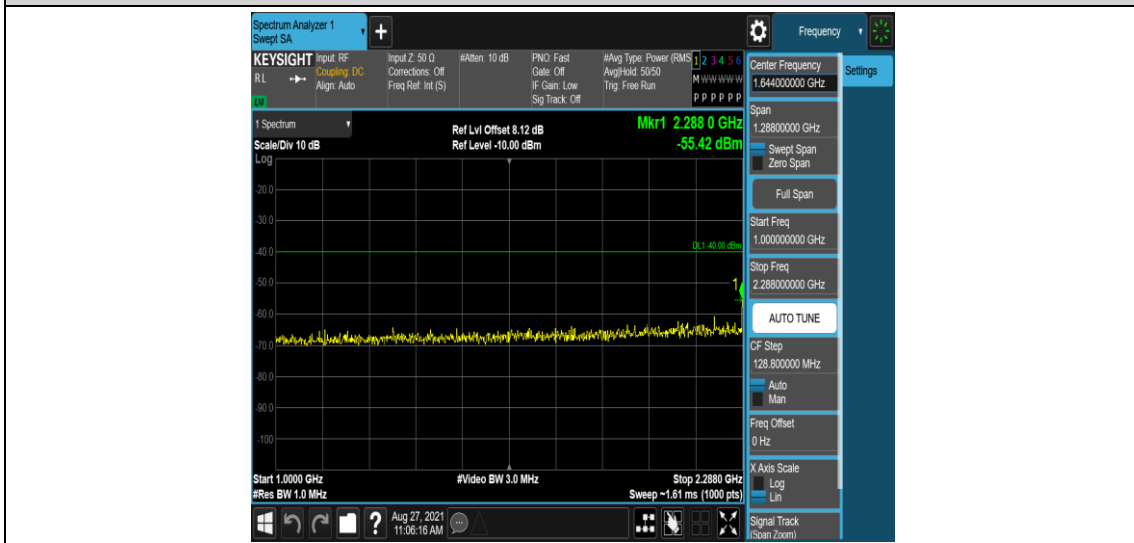 Spectrum Analyzer 1
Swept SA
+
Frequency
KEYSIGHT
RL
LXI
Input: RF
Coupling: DC
Align: Auto
Input Z: 50 Ω
Corrections: Off
Freq Ref: Int (S)
#Atten: 10 dB
PNO: Fast
Gate: Off
IF Gain: Low
Sig Track: Off
#Avg Type: Power (RMS
Avg|Hold: 50/50
Trig: Free Run
1 2 3 4 5 6
M W W W W W
P P P P P P
1 Spectrum
Scale/Div 10 dB
Log
Ref Lvl Offset 8.12 dB
Ref Level -10.00 dBm
Mkr1 2.288 0 GHz
-55.42 dBm
-20.0
-30.0
DL1 -40.00 dBm
-40.0
-50.0
1
-60.0
-70.0
-80.0
-90.0
-100
Start 1.0000 GHz
#Res BW 1.0 MHz
#Video BW 3.0 MHz
Stop 2.2880 GHz
Sweep ~1.61 ms (1000 pts)
?
Aug 27, 2021
11:06:16 AM
Center Frequency
1.644000000 GHz
Settings
Span
1.28800000 GHz
Swept Span
Zero Span
Full Span
Start Freq
1.000000000 GHz
Stop Freq
2.288000000 GHz
AUTO TUNE
CF Step
128.800000 MHz
Auto
Man
Freq Offset
0 Hz
X Axis Scale
Log
Lin
Signal Track
(Span Zoom)